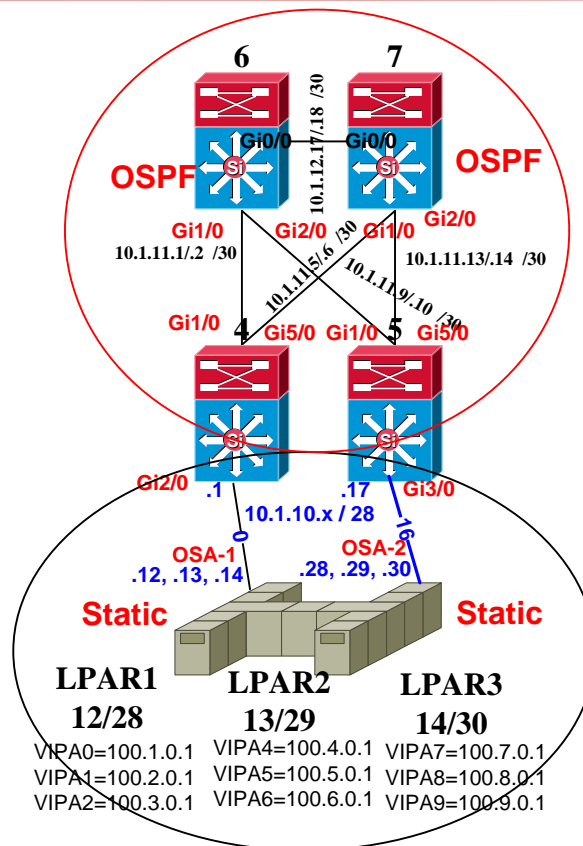 6
7
10.1.12.17/.18 /30
Gi0/0
Gi0/0
Si
Si
OSPF
OSPF
Gi1/0
Gi2/0
Gi1/0
Gi2/0
10.1.11.1/.2 /30
10.1.11.5/.6 /30
10.1.11.9/.10 /30
10.1.11.13/.14 /30
Gi1/0
4
Gi5/0
Gi1/0
5
Gi5/0
Si
Si
Gi2/0
.1
.17
Gi3/0
10.1.10.x / 28
0
16
OSA-1
OSA-2
.12, .13, .14
.28, .29, .30
Static
Static
LPAR1
LPAR2
LPAR3
12/28
13/29
14/30
VIPA0=100.1.0.1
VIPA4=100.4.0.1
VIPA7=100.7.0.1
VIPA1=100.2.0.1
VIPA5=100.5.0.1
VIPA8=100.8.0.1
VIPA2=100.3.0.1
VIPA6=100.6.0.1
VIPA9=100.9.0.1